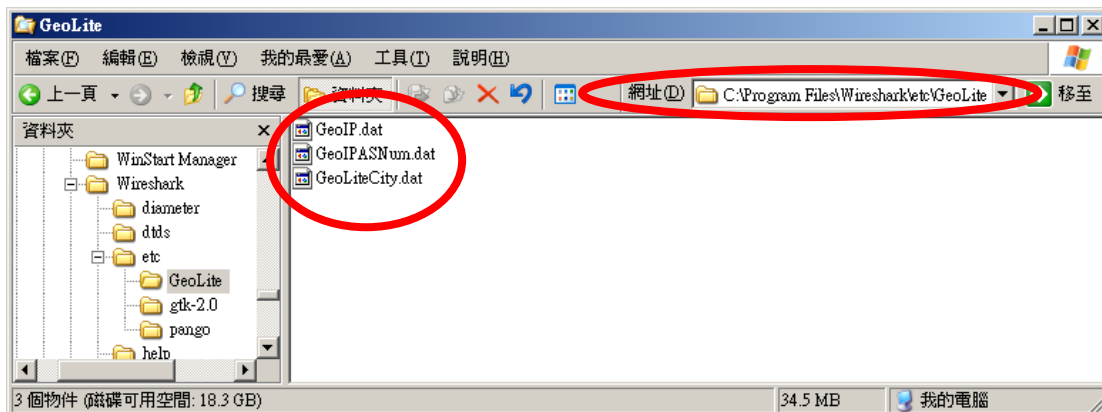 GeoLite
檔案(F) 編輯(E) 檢視(V) 我的最愛(A) 工具(T) 說明(H)
上一頁 搜尋 資料夾 網址(D) C:\Program Files\Wireshark\etc\GeoLite 移至
資料夾
WinStart Manager
Wireshark
diameter
dtds
etc
GeoLite
gtk-2.0
pango
help
GeoIP.dat
GeoIPASNum.dat
GeoLiteCity.dat
3 個物件 (磁碟可用空間: 18.3 GB) 34.5 MB 我的電腦